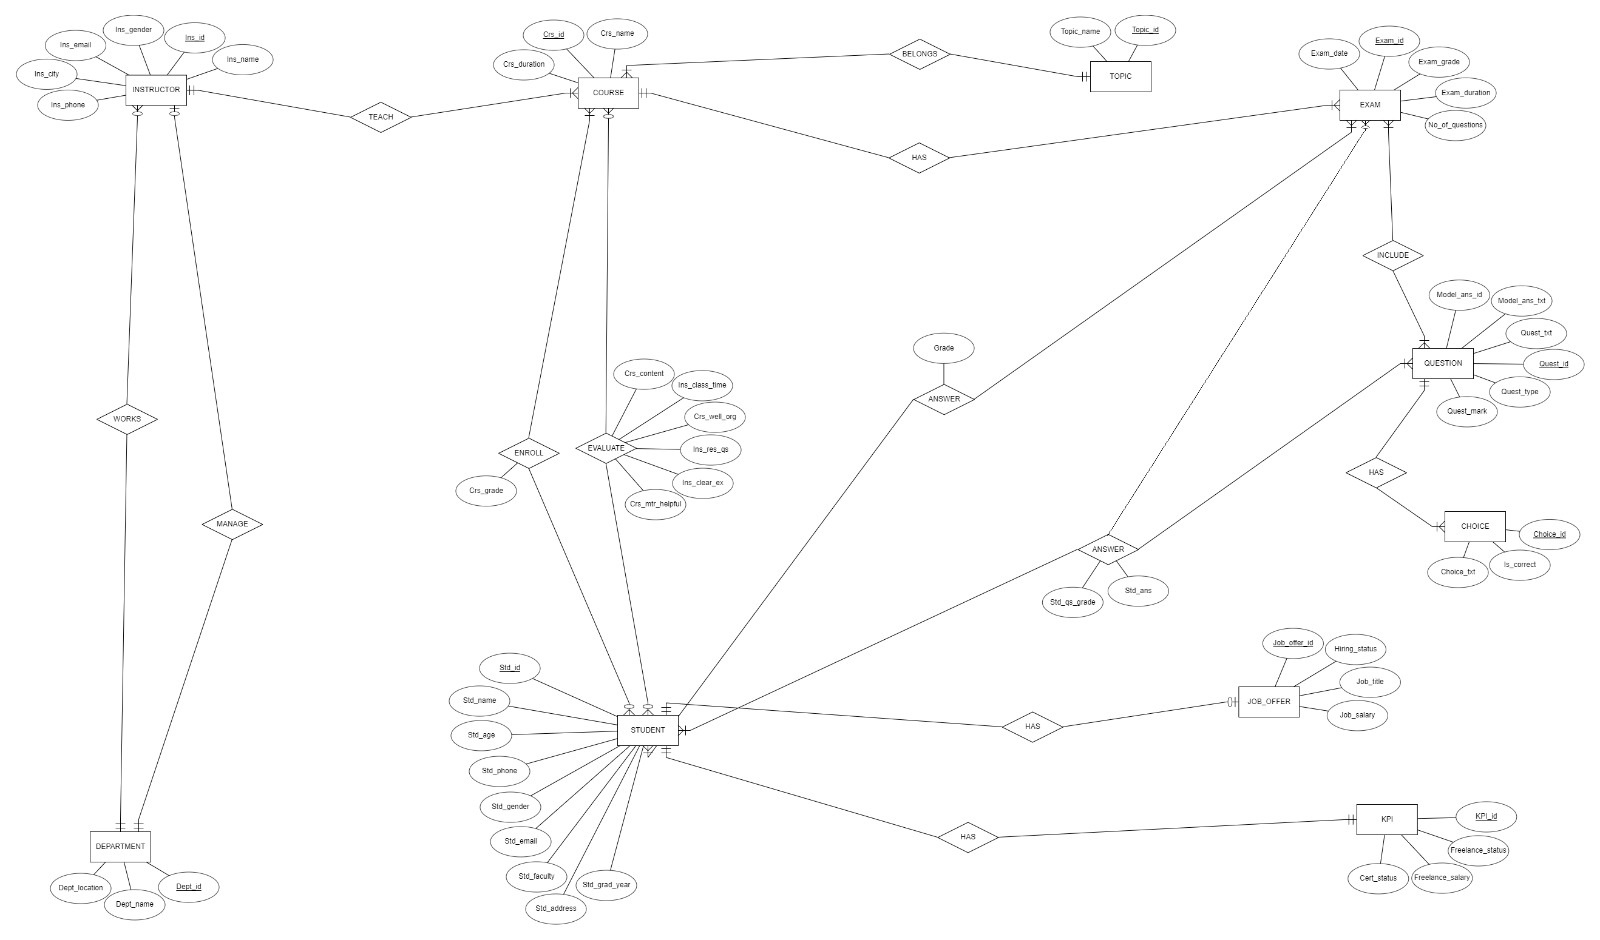 Ins_gender
Ins_id
Ins_email
Ins_name
Ins_city
Ins_phone
INSTRUCTOR
TEACH
Crs_id
Crs_name
Crs_duration
COURSE
BELONGS
Topic_name
Topic_id
TOPIC
HAS
Exam_date
Exam_id
Exam_grade
Exam_duration
No_of_questions
EXAM
INCLUDE
Model_ans_id
Model_ans_txt
Quest_txt
Quest_id
Quest_type
Quest_mark
QUESTION
HAS
CHOICE
Choice_id
Is_correct
Choice_txt
Grade
ANSWER
ANSWER
Std_qs_grade
Std_ans
WORKS
MANAGE
ENROLL
Crs_grade
EVALUATE
Crs_content
Ins_class_time
Crs_well_org
Ins_res_qs
Ins_clear_ex
Crs_mtr_helpful
Std_id
Std_name
Std_age
Std_phone
Std_gender
Std_email
Std_faculty
Std_address
Std_grad_year
STUDENT
HAS
Job_offer_id
Hiring_status
Job_title
Job_salary
JOB_OFFER
HAS
KPI
KPI_id
Freelance_status
Freelance_salary
Cert_status
DEPARTMENT
Dept_location
Dept_name
Dept_id